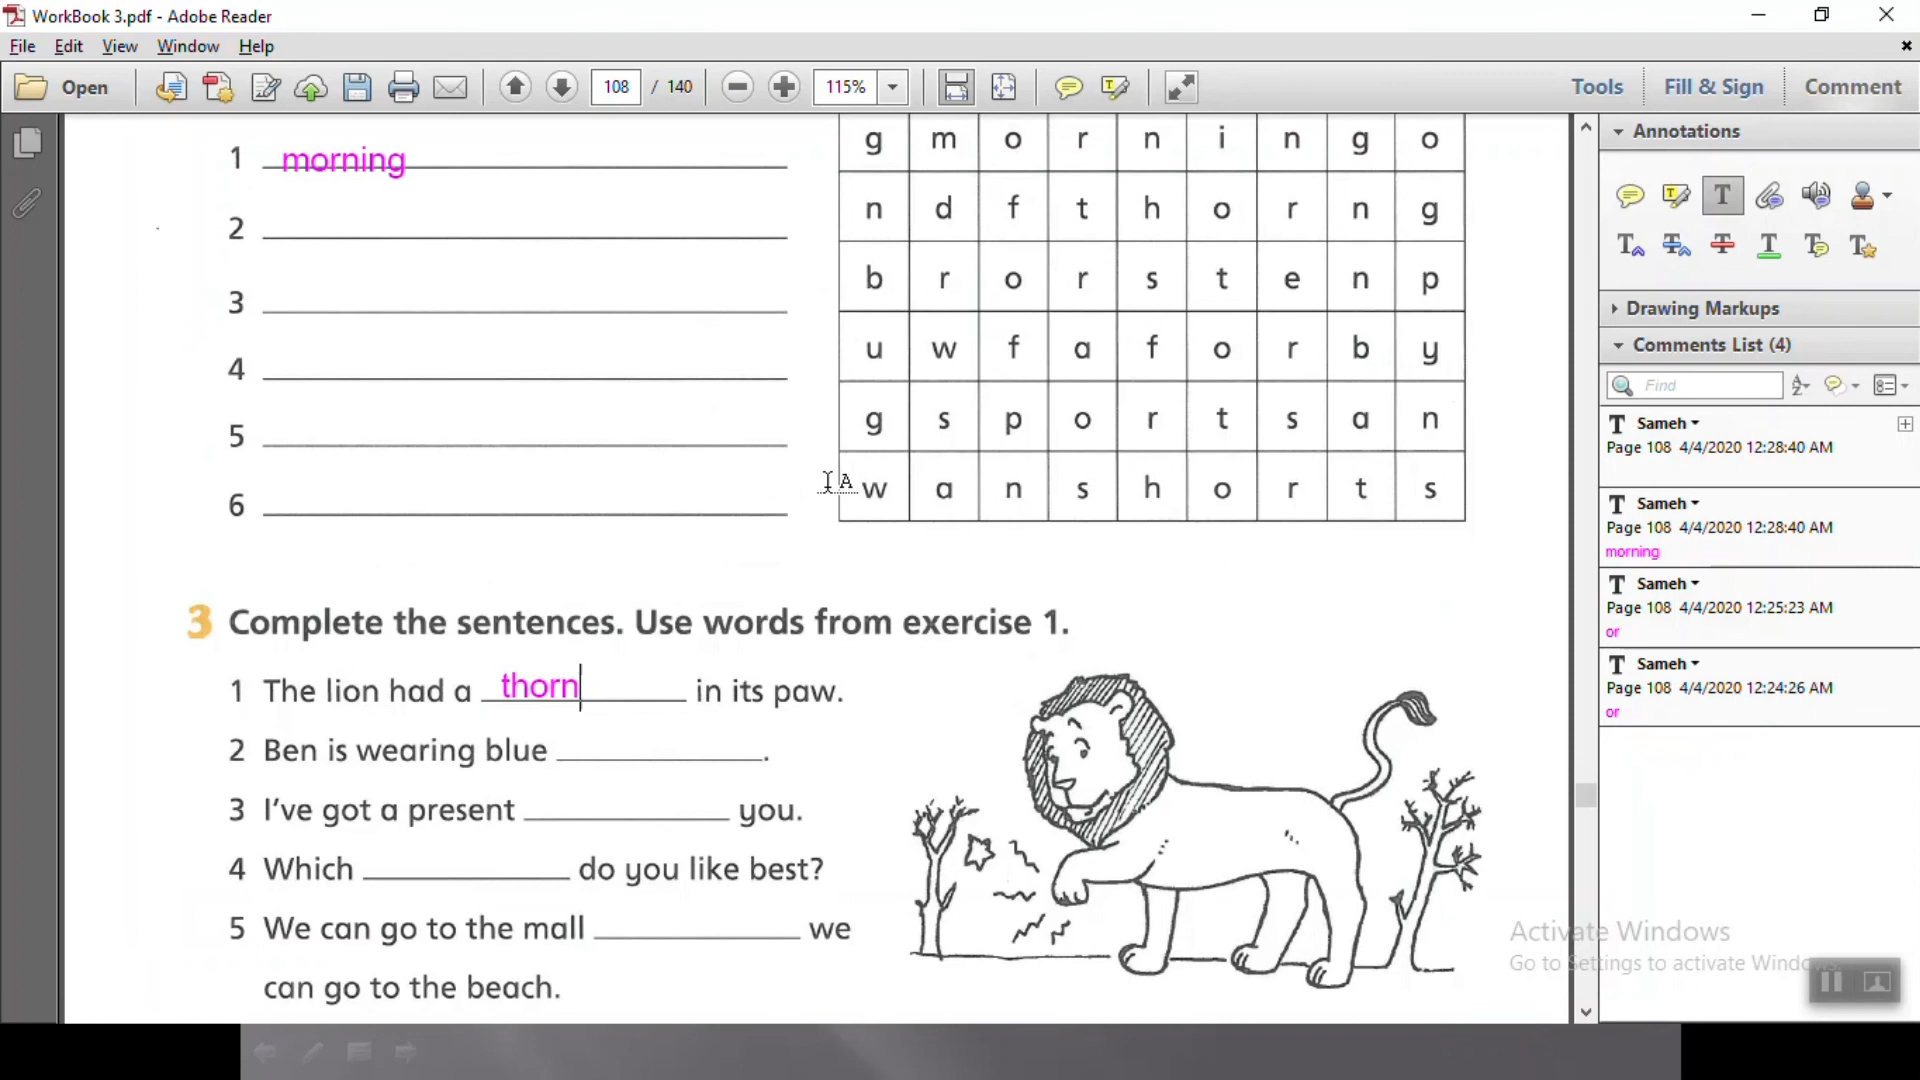 WorkBook 3.pdf - Adobe Reader
File Edit View Window Help
Open 108 / 140 115% Tools Fill & Sign Comment
1 morning
2
3
4
5
6
g m o r n i n g o
n d f t h o r n g
b r o r s t e n p
u w f a f o r b y
g s p o r t s a n
w a n s h o r t s
3 Complete the sentences. Use words from exercise 1.
1 The lion had a thorn in its paw.
2 Ben is wearing blue ____________.
3 I've got a present ____________ you.
4 Which ____________ do you like best?
5 We can go to the mall ____________ we
can go to the beach.
Annotations
Drawing Markups
Comments List (4)
Find
Sameh
Page 108 4/4/2020 12:28:40 AM
Sameh
Page 108 4/4/2020 12:28:40 AM
morning
Sameh
Page 108 4/4/2020 12:25:23 AM
or
Sameh
Page 108 4/4/2020 12:24:26 AM
or
Activate Windows
Go to Settings to activate Windows.